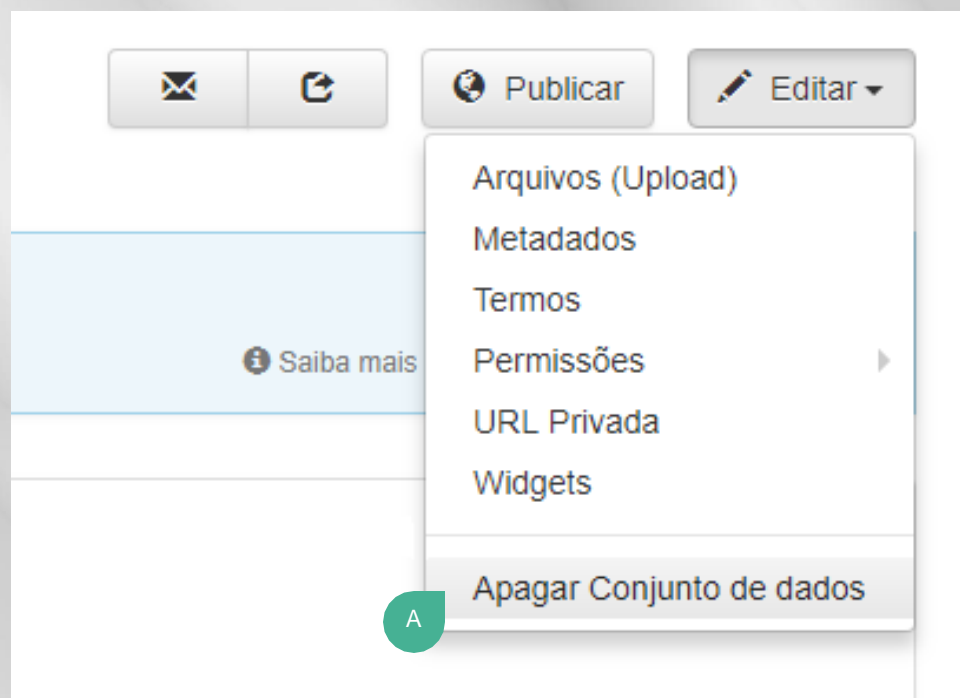 Publicar
Editar
Arquivos (Upload)
Metadados
Termos
Permissões
Saiba mais
URL Privada
Widgets
Apagar Conjunto de dados
A